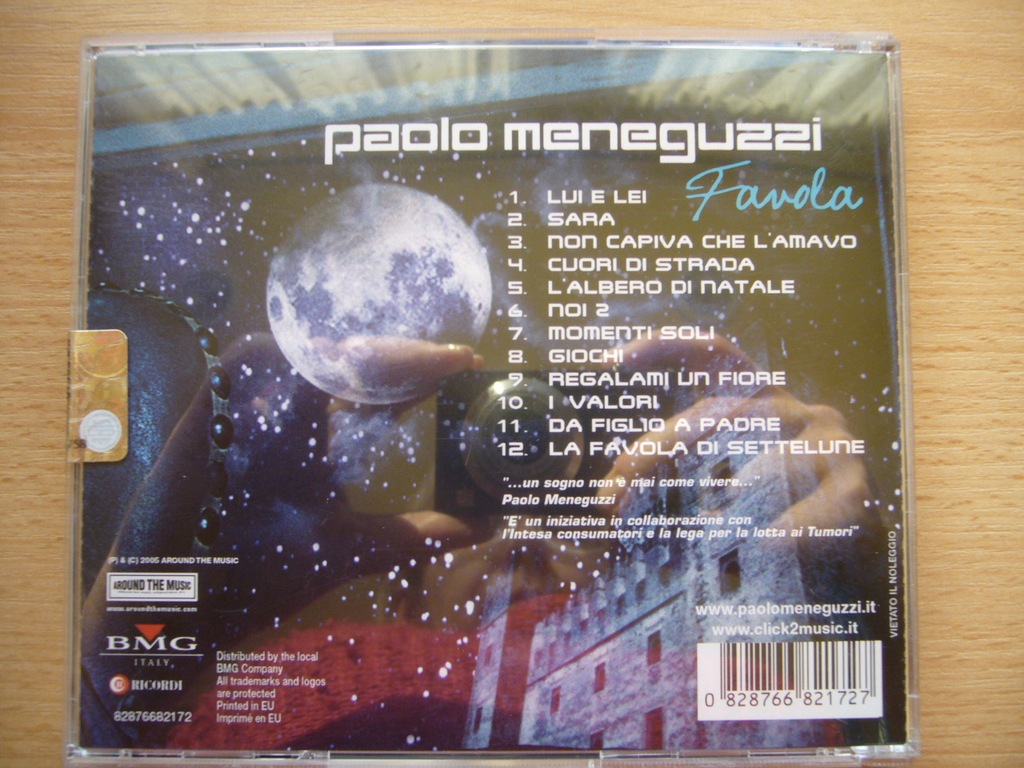 paolo meneguzzi
Favola
1. LUI E LEI
2. SARA
3. NON CAPIVA CHE L'AMAVO
4. CUORI DI STRADA
5. L'ALBERO DI NATALE
6. NOI 2
7. MOMENTI SOLI
8. GIOCHI
9. REGALAMI UN FIORE
10. I VALORI
11. DA FIGLIO A PADRE
12. LA FAVOLA DI SETTELUNE
"...un sogno non è mai come vivere..."
Paolo Meneguzzi
"E' un iniziativa in collaborazione con
l'Intesa consumatori e la lega per la lotta ai Tumori"
(P) & (C) 2005 AROUND THE MUSIC
AROUND THE MUSIC
www.aroundthemusic.com
BMG
ITALY
RICORDI
82876682172
Distributed by the local
BMG Company
All trademarks and logos
are protected
Printed in EU
Imprimé en EU
www.paolomeneguzzi.it
www.click2music.it
0 828766 821727
VIETATO IL NOLEGGIO